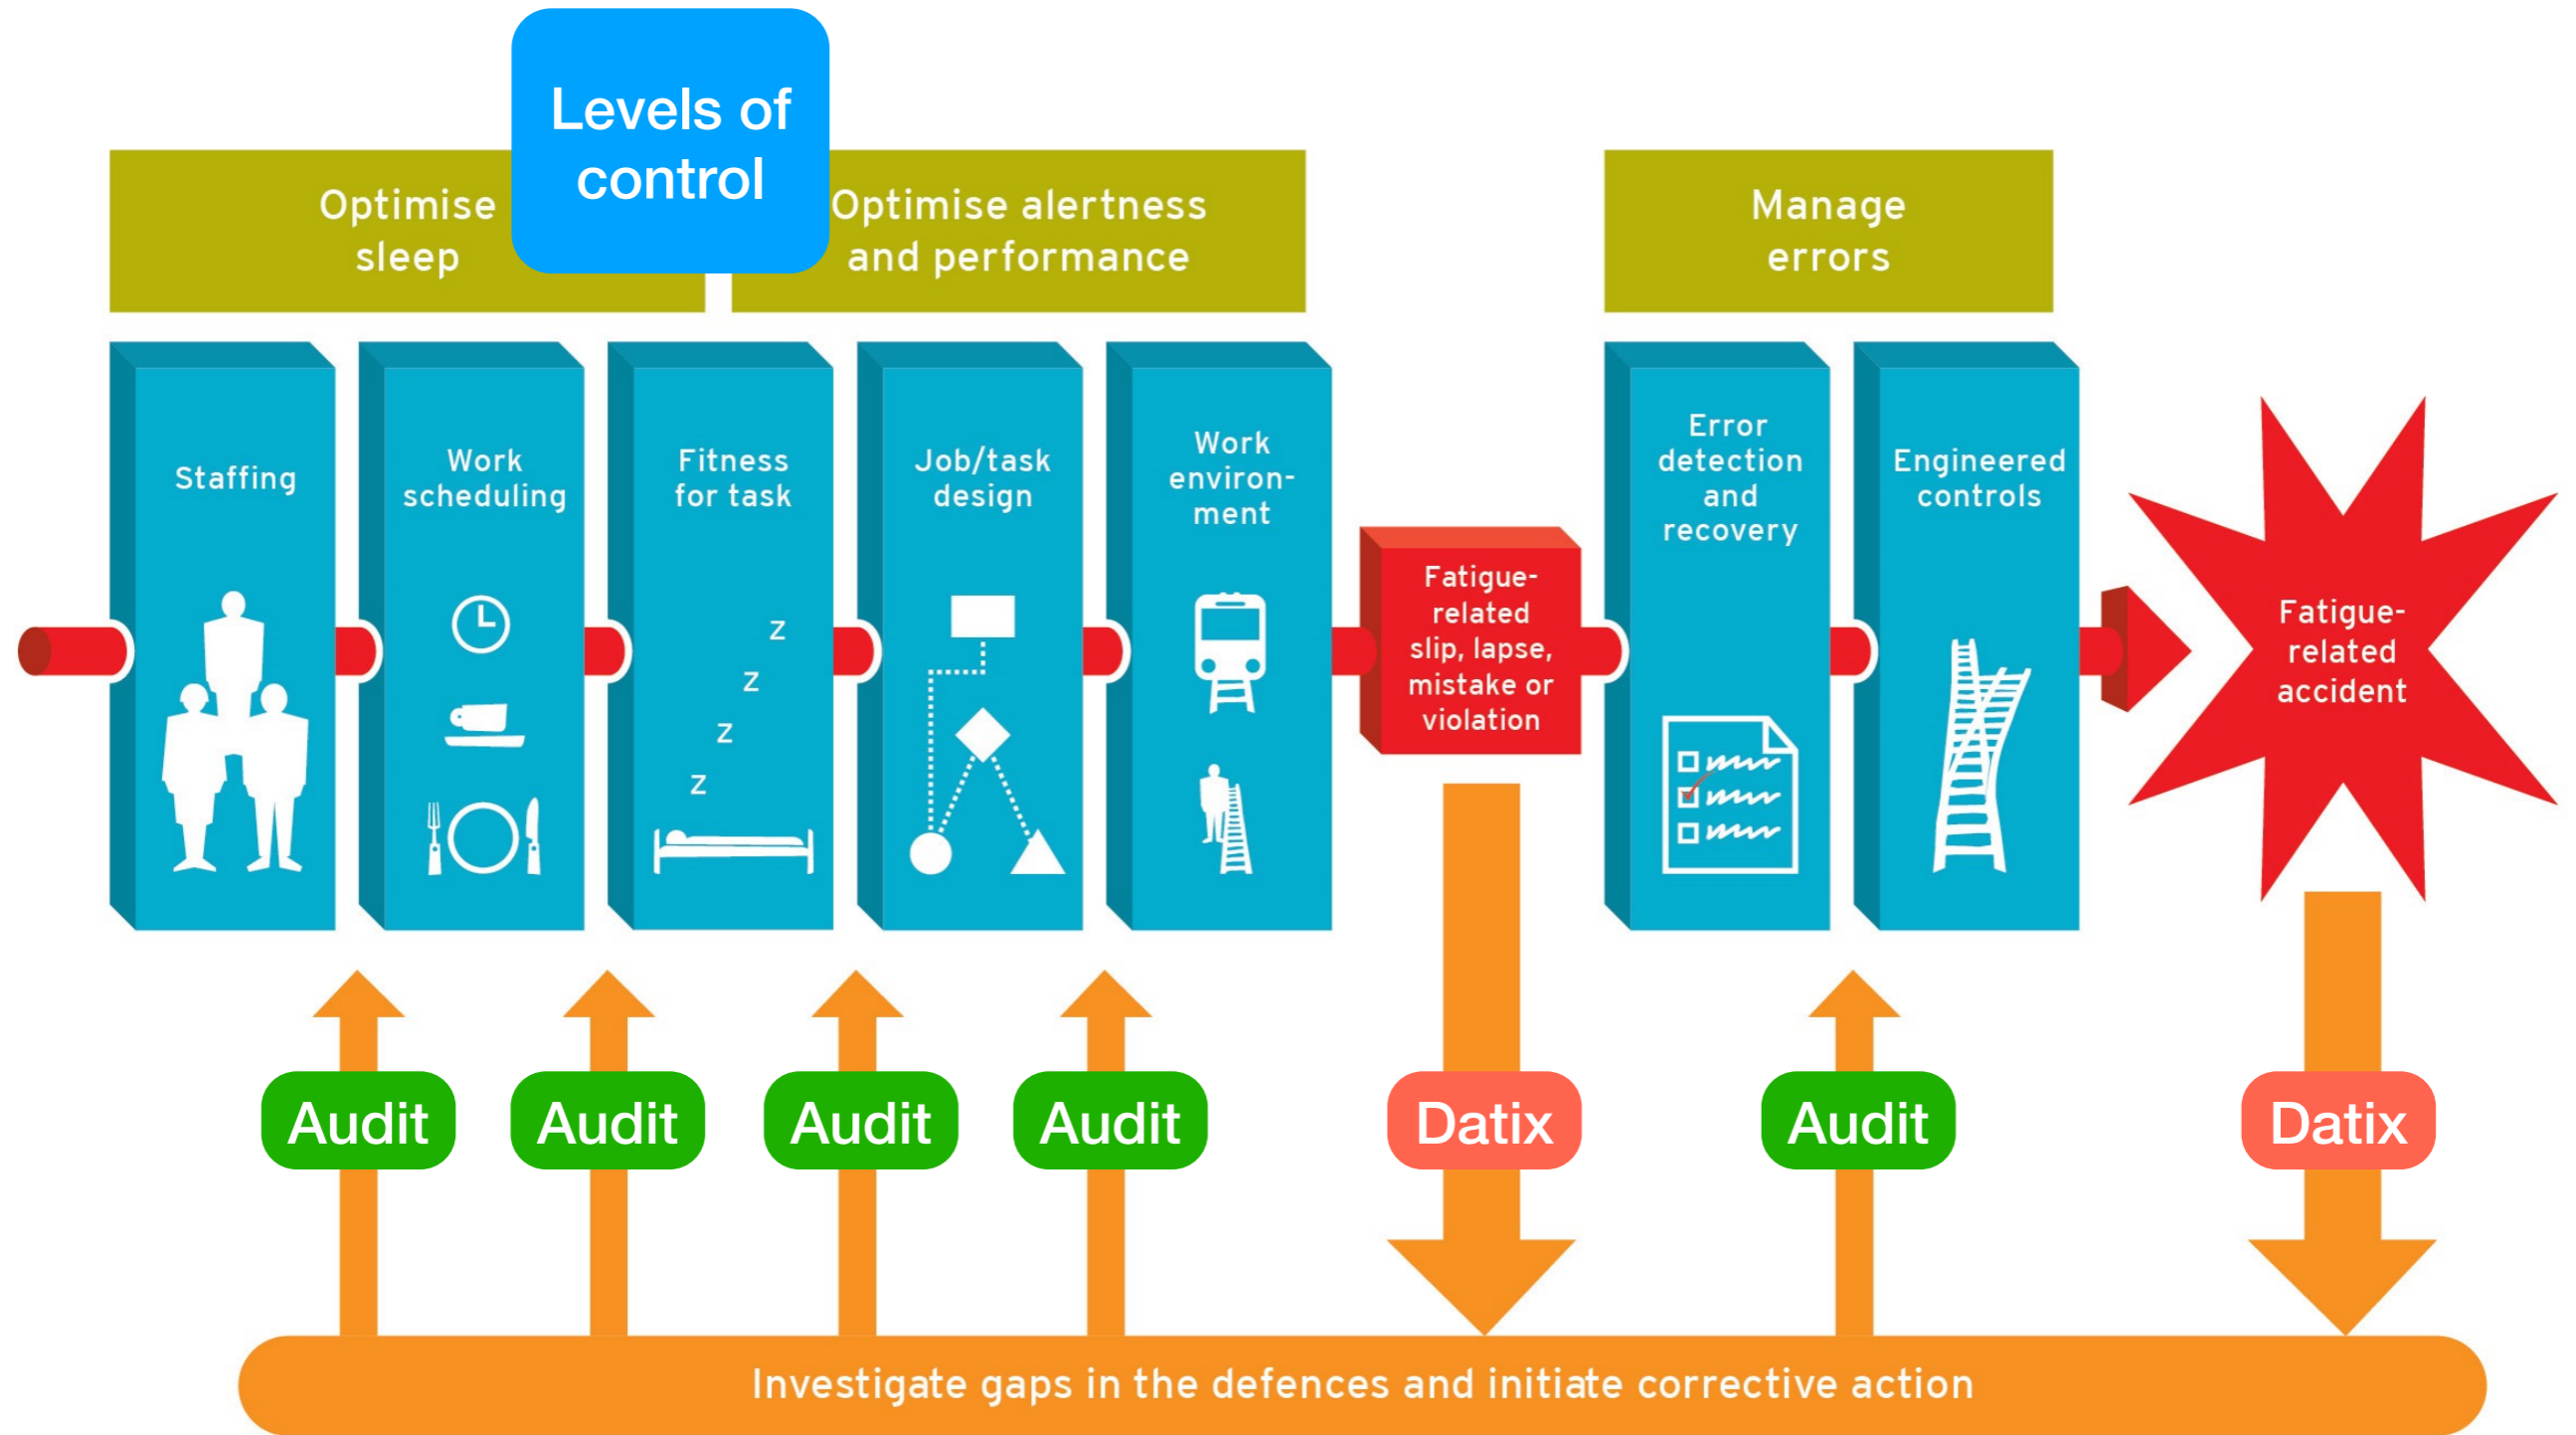 Levels of
control
Optimise
sleep
Optimise alertness
and performance
Manage
errors
Staffing
Work
scheduling
Fitness
for task
Job/task
design
Work
environ-
ment
Fatigue-
related
slip, lapse,
mistake or
violation
Error
detection
and
recovery
Engineered
controls
Fatigue-
related
accident
z
z
z
z
Audit
Audit
Audit
Audit
Datix
Audit
Datix
Investigate gaps in the defences and initiate corrective action